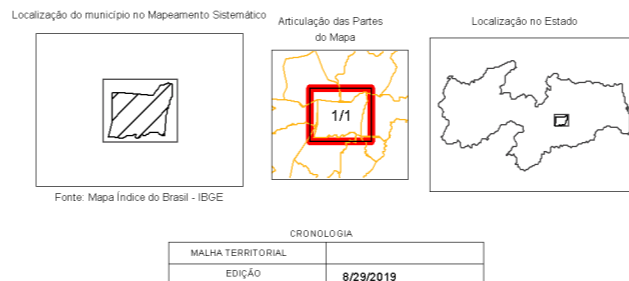 Localização do município no Mapeamento Sistemático
Articulação das Partes
do Mapa
Localização no Estado
1/1
Fonte: Mapa Índice do Brasil - IBGE
CRONOLOGIA
MALHA TERRITORIAL
EDIÇÃO 8/29/2019